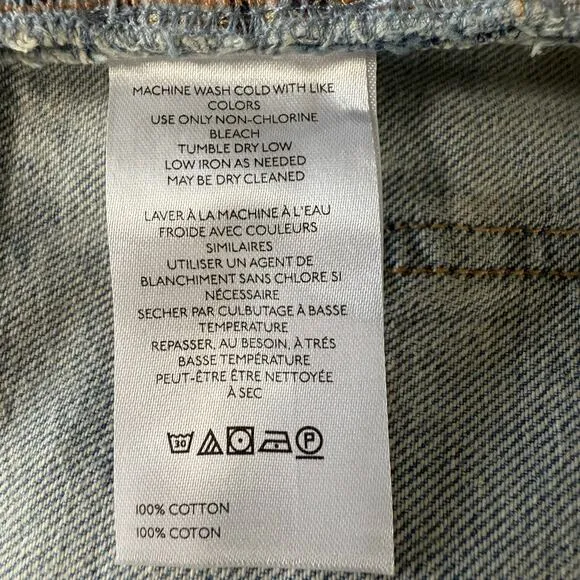 MACHINE WASH COLD WITH LIKE
COLORS
USE ONLY NON-CHLORINE
BLEACH
TUMBLE DRY LOW
LOW IRON AS NEEDED
MAY BE DRY CLEANED
LAVER À LA MACHINE À L'EAU
FROIDE AVEC COULEURS
SIMILAIRES
UTILISER UN AGENT DE
BLANCHIMENT SANS CHLORE SI
NÉCESSAIRE
SECHER PAR CULBUTAGE À BASSE
TEMPERATURE
REPASSER, AU BESOIN, À TRÉS
BASSE TEMPÉRATURE
PEUT-ÊTRE ÊTRE NETTOYÉE
À SEC
30 P
100% COTTON
100% COTON